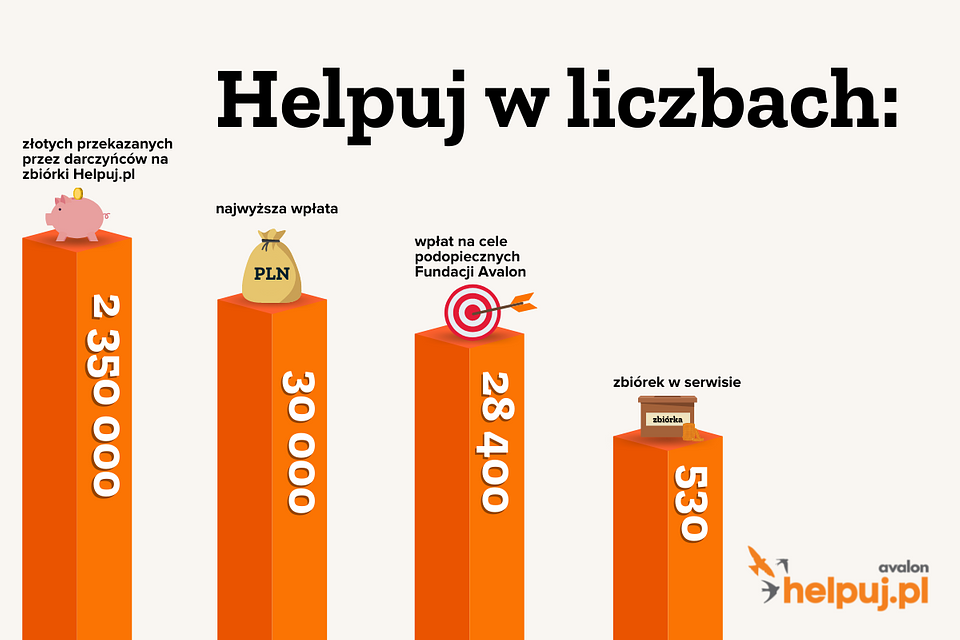 Helpuj w liczbach:
złotych przekazanych
przez darczyńców na
zbiórki Helpuj.pl
2 350 000
najwyższa wpłata
PLN
30 000
wpłat na cele
podopiecznych
Fundacji Avalon
28 400
zbiórek w serwisie
zbiórka
530
avalon
helpuj.pl